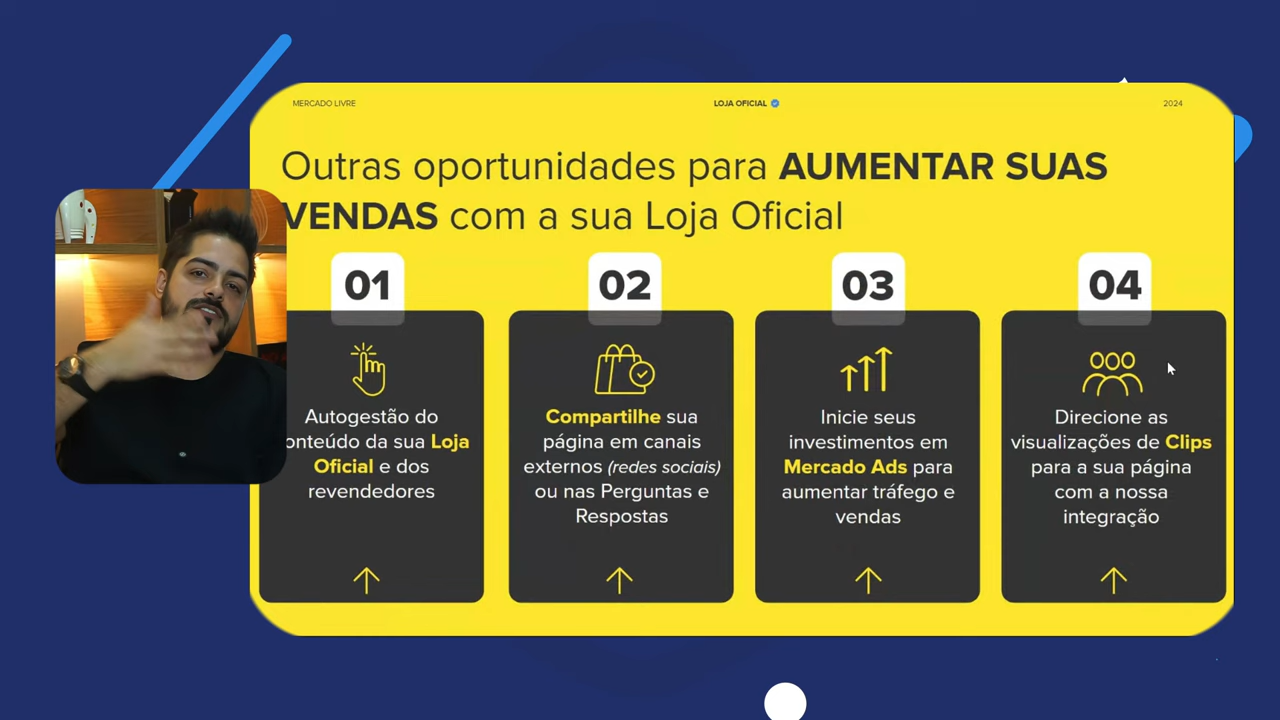 MERCADO LIVRE
LOJA OFICIAL
2024
Outras oportunidades para AUMENTAR SUAS
VENDAS com a sua Loja Oficial
01
Autogestão do
onteúdo da sua Loja
Oficial e dos
revendedores
02
Compartilhe sua
página em canais
externos (redes sociais)
ou nas Perguntas e
Respostas
03
Inicie seus
investimentos em
Mercado Ads para
aumentar tráfego e
vendas
04
Direcione as
visualizações de Clips
para a sua página
com a nossa
integração